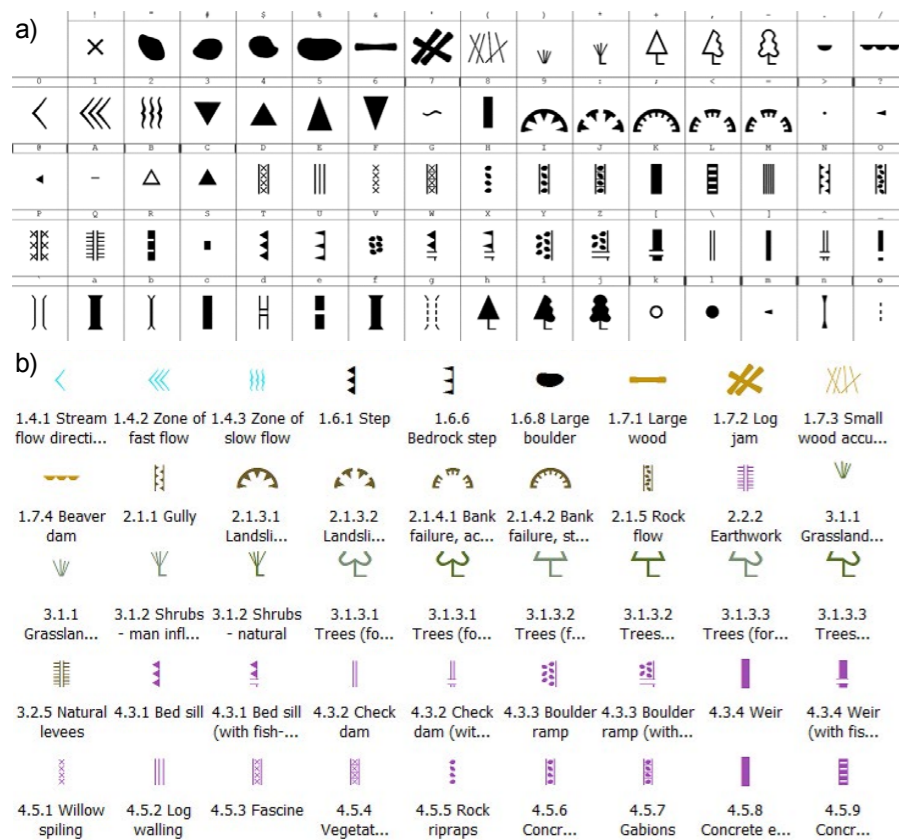 a)
! " # $ % & ' ( ) * + , - . /
0 1 2 3 4 5 6 7 8 9 : ; < = > ?
@ A B C D E F G H I J K L M N O
P Q R S T U V W X Y Z [ \ ] ^ _
` a b c d e f g h i j k l m n ø
b)
1.4.1 Stream 1.4.2 Zone of 1.4.3 Zone of 1.6.1 Step 1.6.6 1.6.8 Large 1.7.1 Large 1.7.2 Log 1.7.3 Small
flow directi... fast flow slow flow Bedrock step boulder wood jam wood accu...
1.7.4 Beaver 2.1.1 Gully 2.1.3.1 2.1.3.2 2.1.4.1 Bank 2.1.4.2 Bank 2.1.5 Rock 2.2.2 3.1.1
dam Landsli... Landsli... failure, ac... failure, st... flow Earthwork Grassland...
3.1.1 3.1.2 Shrubs 3.1.2 Shrubs 3.1.3.1 3.1.3.1 3.1.3.2 3.1.3.2 3.1.3.3 3.1.3.3
Grasslan... - man infl... - natural Trees (fo... Trees (fo... Trees (f... Trees... Trees (for... Trees...
3.2.5 Natural 4.3.1 Bed sill 4.3.1 Bed sill 4.3.2 Check 4.3.2 Check 4.3.3 Boulder 4.3.3 Boulder 4.3.4 Weir 4.3.4 Weir
levees (with fish-... dam dam (wit... ramp ramp (with... (with fis...
4.5.1 Willow 4.5.2 Log 4.5.3 Fascine 4.5.4 4.5.5 Rock 4.5.6 4.5.7 4.5.8 4.5.9
spiling walling Vegetat... ripraps Concr... Gabions Concrete e... Concr...